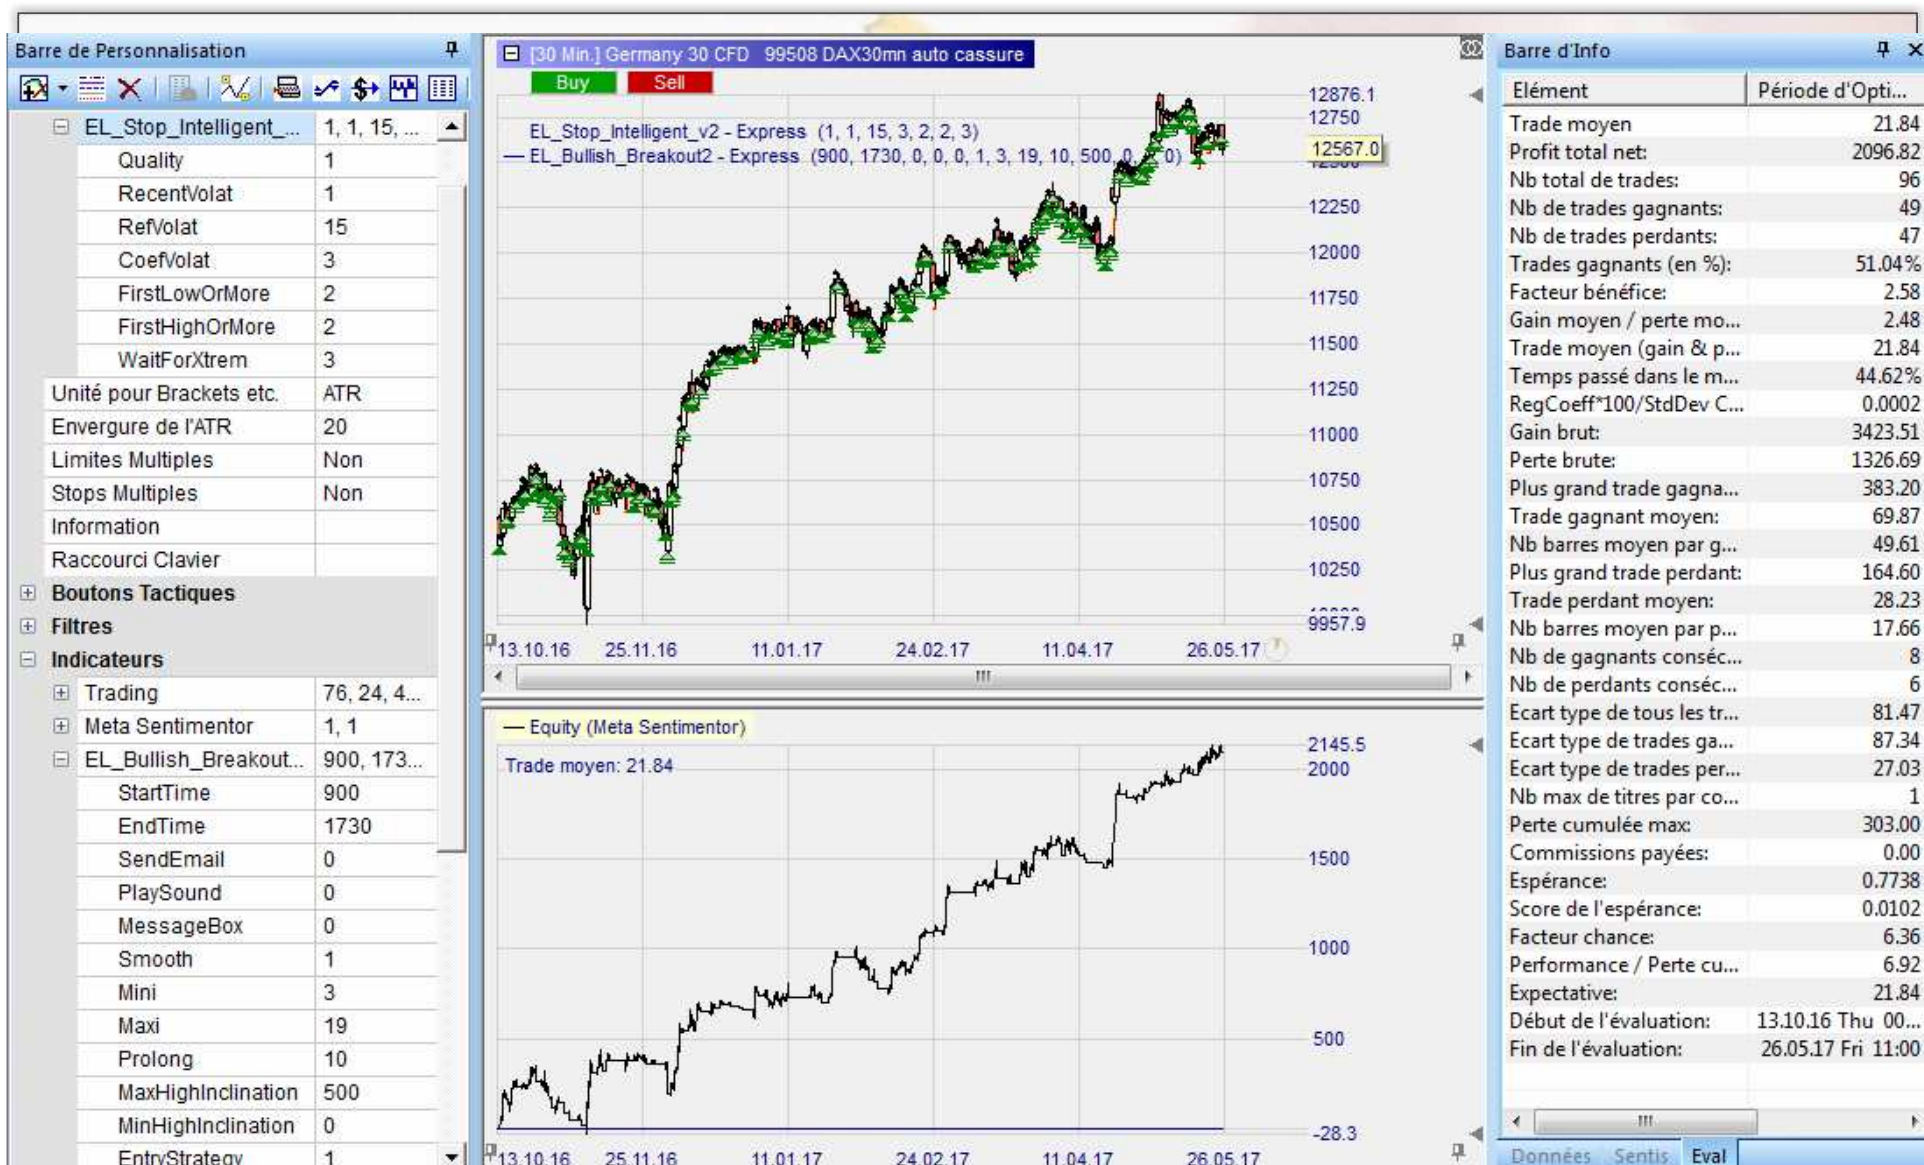 Barre de Personnalisation
EL_Stop_Intelligent_... 1, 1, 15, ...
Quality 1
RecentVolat 1
RefVolat 15
CoefVolat 3
FirstLowOrMore 2
FirstHighOrMore 2
WaitForXtrem 3
Unité pour Brackets etc. ATR
Envergure de l'ATR 20
Limites Multiples Non
Stops Multiples Non
Information
Raccourci Clavier
Boutons Tactiques
Filtres
Indicateurs
Trading 76, 24, 4...
Meta Sentimentor 1, 1
EL_Bullish_Breakout... 900, 173...
StartTime 900
EndTime 1730
SendEmail 0
PlaySound 0
MessageBox 0
Smooth 1
Mini 3
Maxi 19
Prolong 10
MaxHighInclination 500
MinHighInclination 0
EntryStrategy 1
[30 Min.] Germany 30 CFD 99508 DAX30mn auto cassure
Buy Sell
EL_Stop_Intelligent_v2 - Express (1, 1, 15, 3, 2, 2, 3)
EL_Bullish_Breakout2 - Express (900, 1730, 0, 0, 0, 1, 3, 19, 10, 500, 0, 0)
12876.1
12750
12567.0
12250
12000
11750
11500
11250
11000
10750
10500
10250
9957.9
13.10.16 25.11.16 11.01.17 24.02.17 11.04.17 26.05.17
Equity (Meta Sentimentor)
Trade moyen: 21.84
2145.5
2000
1500
1000
500
-28.3
13.10.16 25.11.16 11.01.17 24.02.17 11.04.17 26.05.17
Barre d'Info
Elément Période d'Opti...
Trade moyen 21.84
Profit total net: 2096.82
Nb total de trades: 96
Nb de trades gagnants: 49
Nb de trades perdants: 47
Trades gagnants (en %): 51.04%
Facteur bénéfice: 2.58
Gain moyen / perte mo... 2.48
Trade moyen (gain & p... 21.84
Temps passé dans le m... 44.62%
RegCoeff*100/StdDev C... 0.0002
Gain brut: 3423.51
Perte brute: 1326.69
Plus grand trade gagna... 383.20
Trade gagnant moyen: 69.87
Nb barres moyen par g... 49.61
Plus grand trade perdant: 164.60
Trade perdant moyen: 28.23
Nb barres moyen par p... 17.66
Nb de gagnants conséc... 8
Nb de perdants conséc... 6
Ecart type de tous les tr... 81.47
Ecart type de trades ga... 87.34
Ecart type de trades per... 27.03
Nb max de titres par co... 1
Perte cumulée max: 303.00
Commissions payées: 0.00
Espérance: 0.7738
Score de l'espérance: 0.0102
Facteur chance: 6.36
Performance / Perte cu... 6.92
Expectative: 21.84
Début de l'évaluation: 13.10.16 Thu 00...
Fin de l'évaluation: 26.05.17 Fri 11:00
Données Sentis Eval